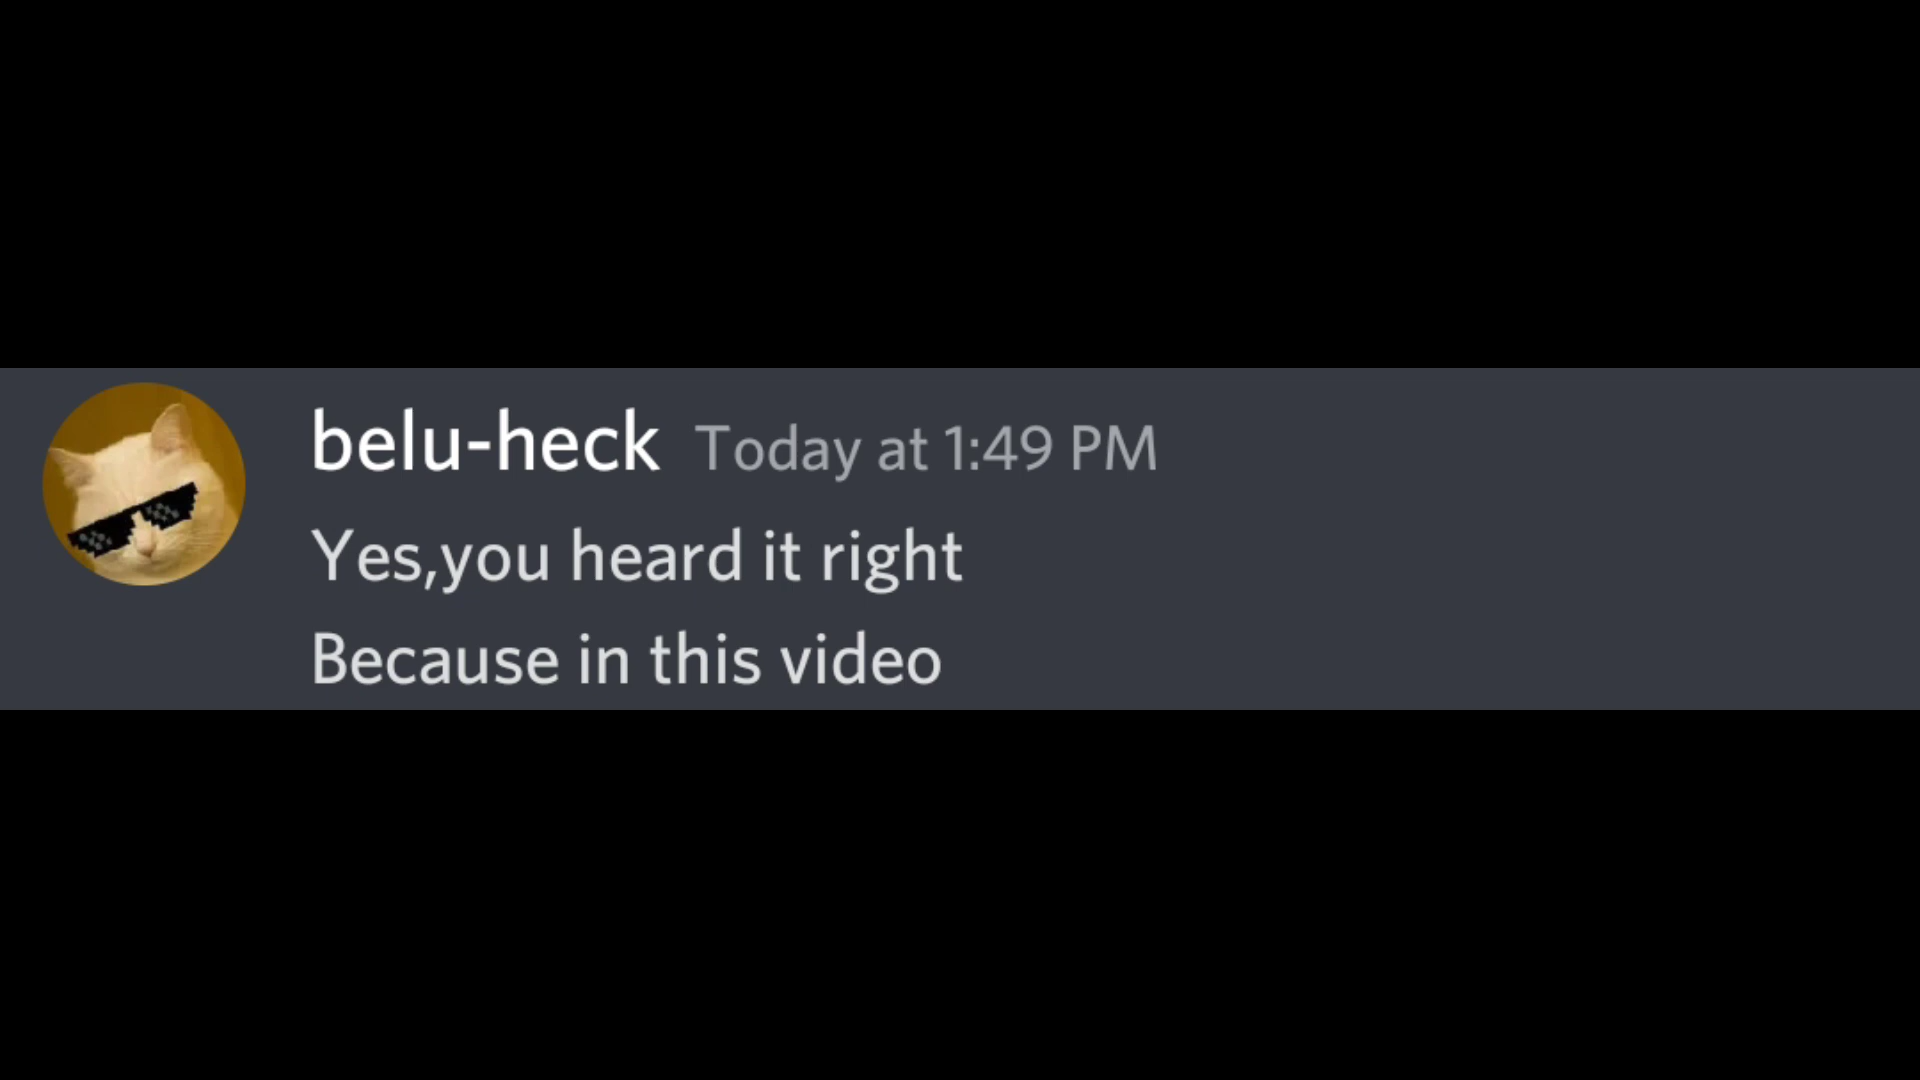 belu-heck Today at 1:49 PM
Yes,you heard it right
Because in this video